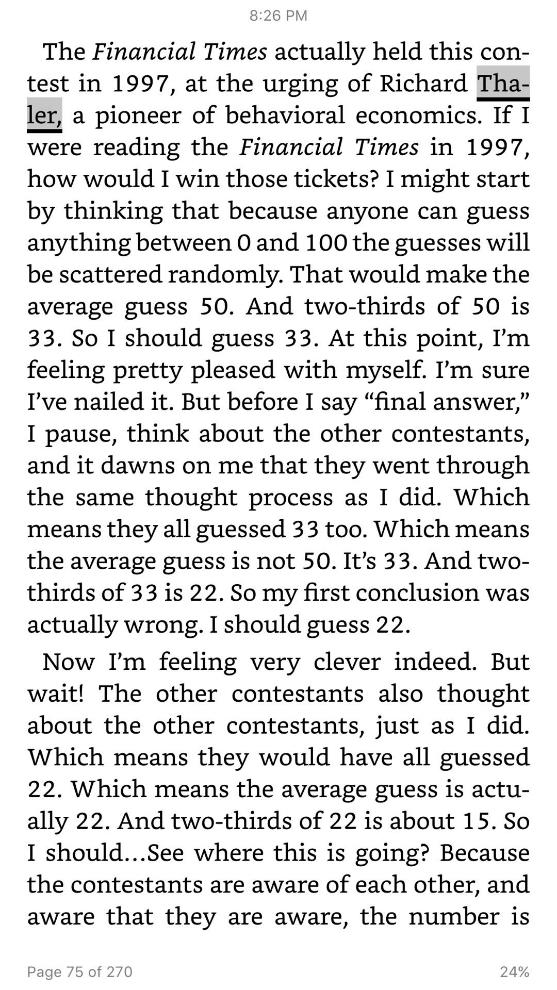 8:26 PM
The Financial Times actually held this con-
test in 1997, at the urging of Richard Tha-
ler, a pioneer of behavioral economics. If I
were reading the Financial Times in 1997,
how would I win those tickets? I might start
by thinking that because anyone can guess
anything between 0 and 100 the guesses will
be scattered randomly. That would make the
average guess 50. And two-thirds of 50 is
33. So I should guess 33. At this point, I’m
feeling pretty pleased with myself. I’m sure
I’ve nailed it. But before I say “final answer,”
I pause, think about the other contestants,
and it dawns on me that they went through
the same thought process as I did. Which
means they all guessed 33 too. Which means
the average guess is not 50. It’s 33. And two-
thirds of 33 is 22. So my first conclusion was
actually wrong. I should guess 22.
Now I’m feeling very clever indeed. But
wait! The other contestants also thought
about the other contestants, just as I did.
Which means they would have all guessed
22. Which means the average guess is actu-
ally 22. And two-thirds of 22 is about 15. So
I should…See where this is going? Because
the contestants are aware of each other, and
aware that they are aware, the number is
Page 75 of 270
24%